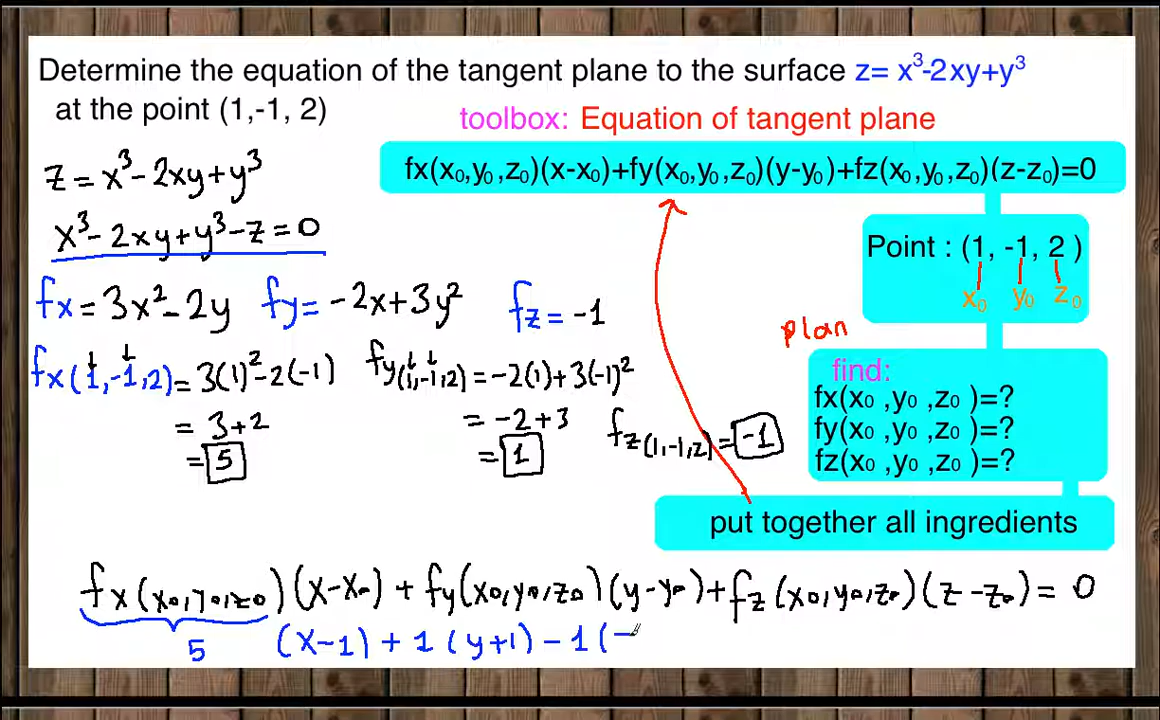 Determine the equation of the tangent plane to the surface z= x³-2xy+y³
at the point (1,-1, 2)
toolbox: Equation of tangent plane
fx(x₀,y₀,z₀)(x-x₀)+fy(x₀,y₀,z₀)(y-y₀)+fz(x₀,y₀,z₀)(z-z₀)=0
z = x³ - 2xy + y³
x³ - 2xy + y³ - z = 0
Point : (1, -1, 2 )
x₀ y₀ z₀
fx = 3x² - 2y fy = -2x + 3y² fz = -1
plan
fx(1,-1,2) = 3(1)² - 2(-1) fy(1,-1,2) = -2(1) + 3(-1)²
= 3+2 = -2+3 fz(1,-1,2) = -1
= 5 = 1
find:
fx(x₀ ,y₀ ,z₀ )=?
fy(x₀ ,y₀ ,z₀ )=?
fz(x₀ ,y₀ ,z₀ )=?
put together all ingredients
fx(x₀,y₀,z₀)(x-x₀) + fy(x₀,y₀,z₀)(y-y₀) + fz(x₀,y₀,z₀)(z-z₀) = 0
5 (x-1) + 1 (y+1) - 1 (